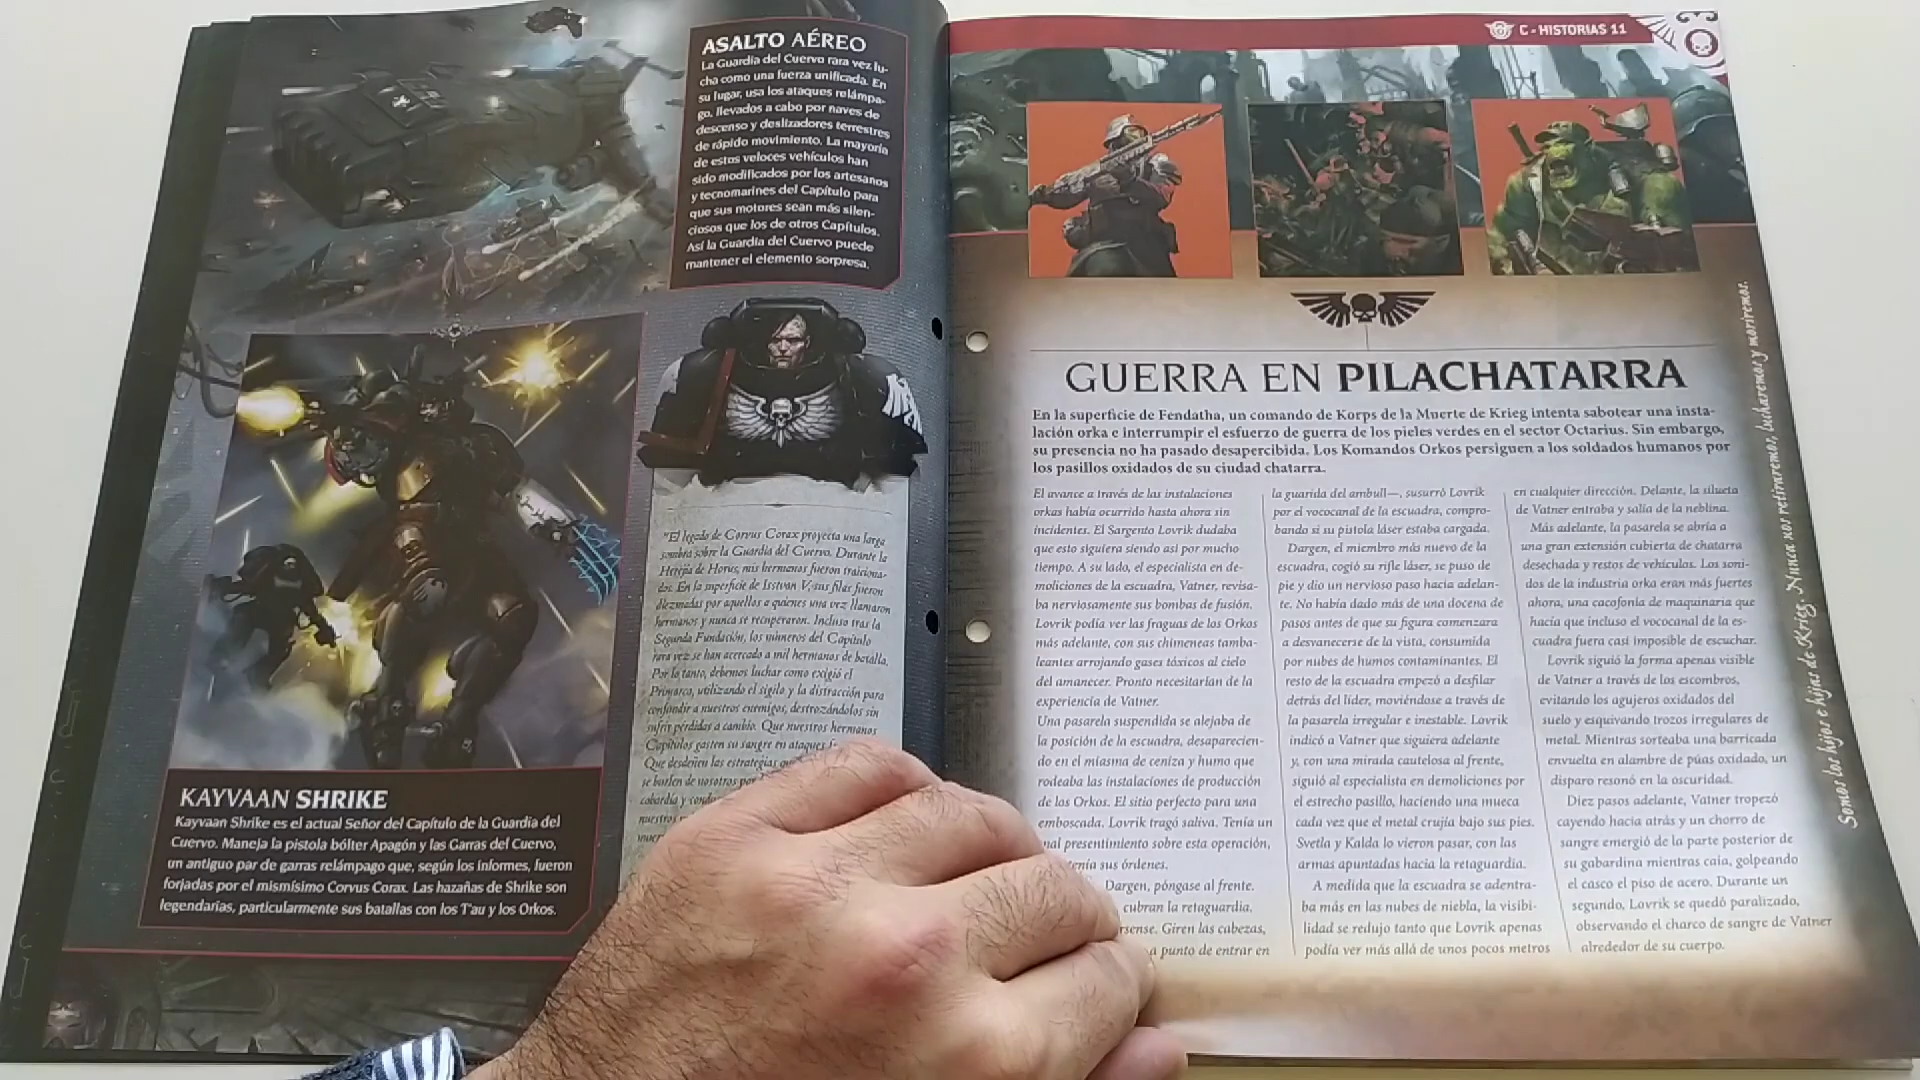 ASALTO AÉREO
La Guardia del Cuervo rara vez lu-
cha como una fuerza unificada. En
su lugar, usa los ataques relámpa-
go, llevados a cabo por naves de
descenso y deslizadores terrestres
de rápido movimiento. La mayoría
de estos veloces vehículos han
sido modificados por los artesanos
y tecnomarines del Capítulo para
que sus motores sean más silen-
ciosos que los de otros Capítulos.
Así la Guardia del Cuervo puede
mantener el elemento sorpresa.
KAYVAAN SHRIKE
Kayvaan Shrike es el actual Señor del Capítulo de la Guardia del
Cuervo. Maneja la pistola bólter Apagón y las Garras del Cuervo,
un antiguo par de garras relámpago que, según los informes, fueron
forjadas por el mismísimo Corvus Corax. Las hazañas de Shrike son
legendarias, particularmente sus batallas con los T'au y los Orkos.
"El legado de Corvus Corax proyecta una larga
sombra sobre la Guardia del Cuervo. Durante la
Herejía de Horus, mis hermanos fueron traiciona-
dos. En la superficie de Isstvan V, sus filas fueron
diezmadas por aquellos a quienes una vez llamaron
hermanos y nunca se recuperaron. Incluso tras la
Segunda Fundación, los números del Capítulo
rara vez se han acercado a mil hermanos de batalla.
Por lo tanto, debemos luchar como exigió el
Primarca, utilizando el sigilo y la distracción para
confundir a nuestros enemigos, destrozándolos sin
sufrir pérdidas a cambio. Que nuestros hermanos
Capítulos gasten su sangre en ataques
Que desdeñen las estrategias
se burlen de nosotros por
cobardía y
nuestros
C - HISTORIAS 11
GUERRA EN PILACHATARRA
En la superficie de Fendatha, un comando de Korps de la Muerte de Krieg intenta sabotear una insta-
lación orka e interrumpir el esfuerzo de guerra de los pieles verdes en el sector Octarius. Sin embargo,
su presencia no ha pasado desapercibida. Los Komandos Orkos persiguen a los soldados humanos por
los pasillos oxidados de su ciudad chatarra.
El avance a través de las instalaciones
orkas había ocurrido hasta ahora sin
incidentes. El Sargento Lovrik dudaba
que esto siguiera siendo así por mucho
tiempo. A su lado, el especialista en de-
moliciones de la escuadra, Vatner, revisa-
ba nerviosamente sus bombas de fusión.
Lovrik podía ver las fraguas de los Orkos
más adelante, con sus chimeneas tamba-
leantes arrojando gases tóxicos al cielo
del amanecer. Pronto necesitarían de la
experiencia de Vatner.
Una pasarela suspendida se alejaba de
la posición de la escuadra, desaparecien-
do en el miasma de ceniza y humo que
rodeaba las instalaciones de producción
de los Orkos. El sitio perfecto para una
emboscada. Lovrik tragó saliva. Tenía un
mal presentimiento sobre esta operación,
tenía sus órdenes.
Dargen, póngase al frente.
cubran la retaguardia.
Giren las cabezas,
a punto de entrar en
la guarida del ambull—, susurró Lovrik
por el vococanal de la escuadra, compro-
bando si su pistola láser estaba cargada.
Dargen, el miembro más nuevo de la
escuadra, cogió su rifle láser, se puso de
pie y dio un nervioso paso hacia adelan-
te. No había dado más de una docena de
pasos antes de que su figura comenzara
a desvanecerse de la vista, consumida
por nubes de humos contaminantes. El
resto de la escuadra empezó a desfilar
detrás del líder, moviéndose a través de
la pasarela irregular e inestable. Lovrik
indicó a Vatner que siguiera adelante
y, con una mirada cautelosa al frente,
siguió al especialista en demoliciones por
el estrecho pasillo, haciendo una mueca
cada vez que el metal crujía bajo sus pies.
Svetla y Kalda lo vieron pasar, con las
armas apuntadas hacia la retaguardia.
A medida que la escuadra se adentra-
ba más en las nubes de niebla, la visibi-
lidad se redujo tanto que Lovrik apenas
podía ver más allá de unos pocos metros
en cualquier dirección. Delante, la silueta
de Vatner entraba y salía de la neblina.
Más adelante, la pasarela se abría a
una gran extensión cubierta de chatarra
desechada y restos de vehículos. Los soni-
dos de la industria orka eran más fuertes
ahora, una cacofonía de maquinaria que
hacía que incluso el vococanal de la es-
cuadra fuera casi imposible de escuchar.
Lovrik siguió la forma apenas visible
de Vatner a través de los escombros,
evitando los agujeros oxidados del
suelo y esquivando trozos irregulares de
metal. Mientras sorteaba una barricada
envuelta en alambre de púas oxidado, un
disparo resonó en la oscuridad.
Diez pasos adelante, Vatner tropezó
cayendo hacia atrás y un chorro de
sangre emergió de la parte posterior de
su gabardina mientras caía, golpeando
el casco el piso de acero. Durante un
segundo, Lovrik se quedó paralizado,
observando el charco de sangre de Vatner
alrededor de su cuerpo.
Somos los hijos e hijas de Krieg. Nunca nos retiraremos, lucharemos y moriremos.